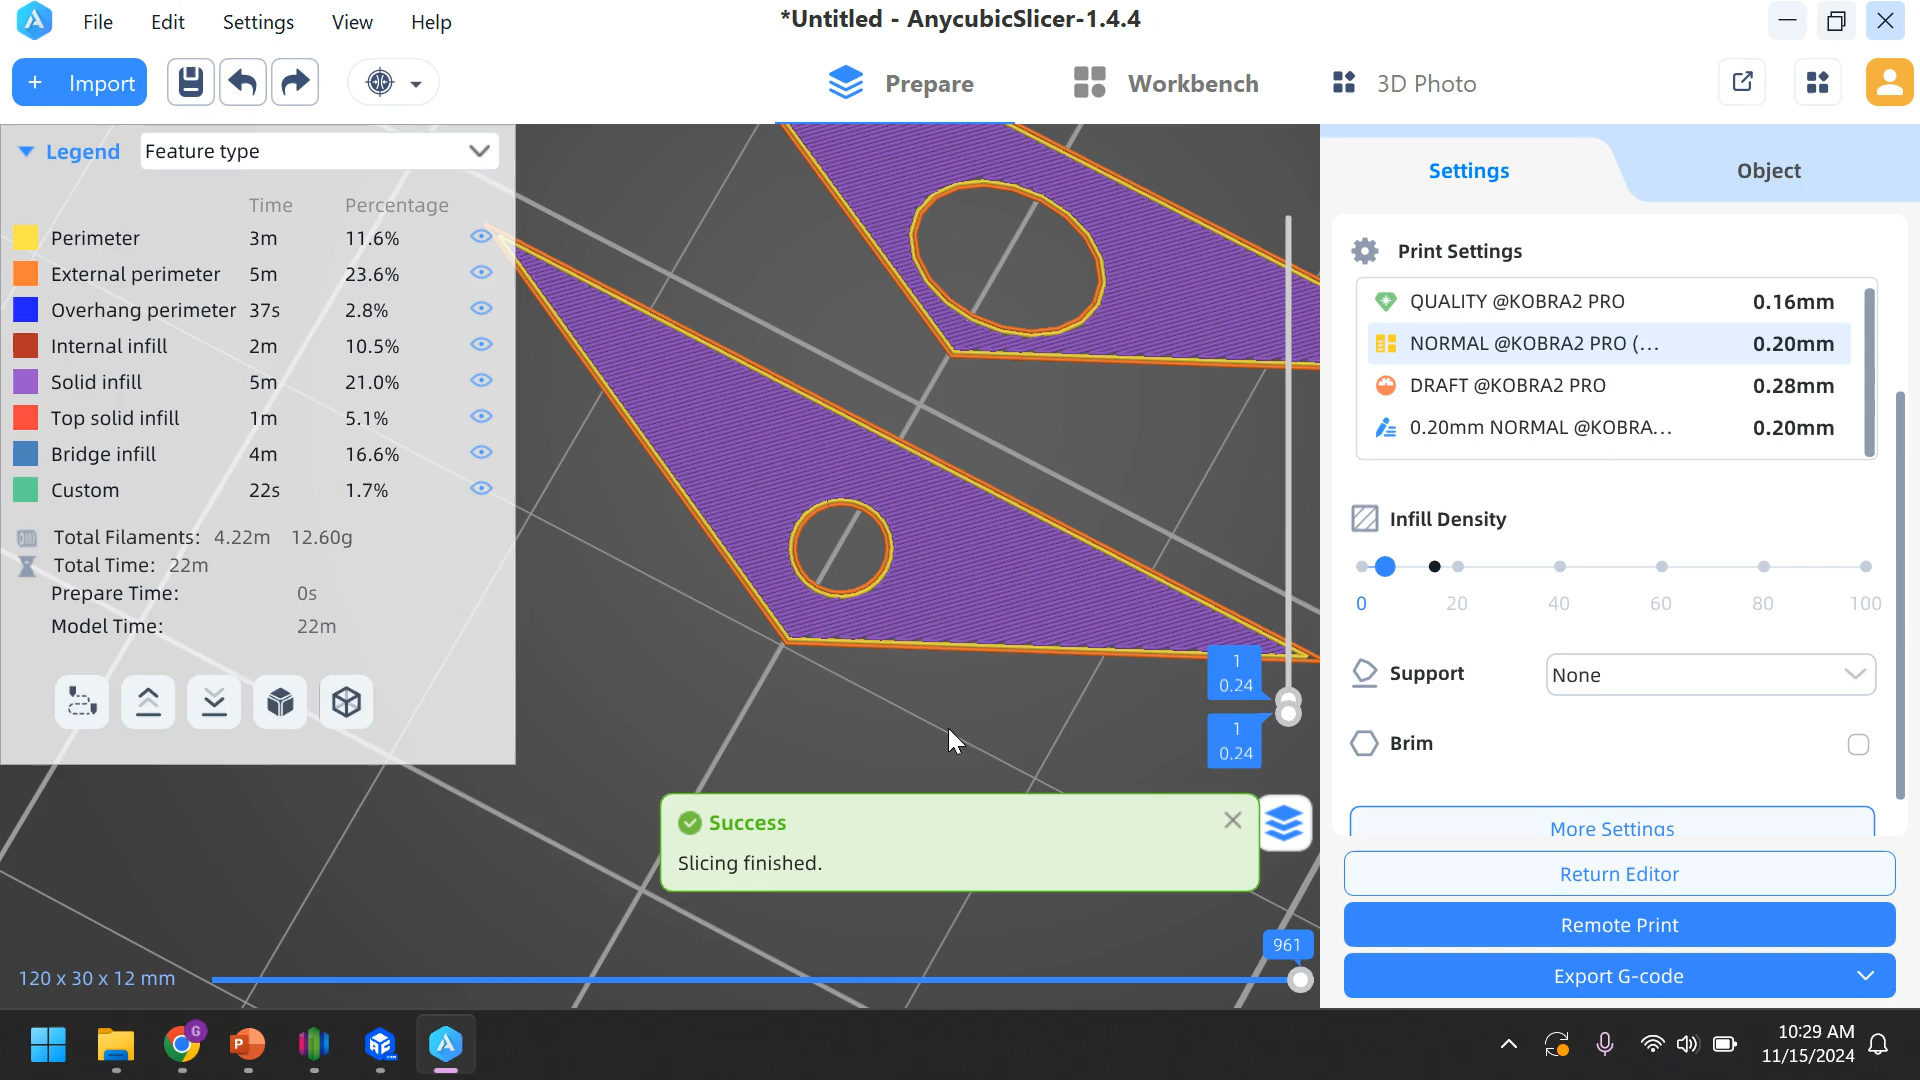 *Untitled - AnycubicSlicer-1.4.4
File Edit Settings View Help
+ Import
Prepare
Workbench
3D Photo
Legend
Feature type
Time Percentage
Perimeter 3m 11.6%
External perimeter 5m 23.6%
Overhang perimeter 37s 2.8%
Internal infill 2m 10.5%
Solid infill 5m 21.0%
Top solid infill 1m 5.1%
Bridge infill 4m 16.6%
Custom 22s 1.7%
Total Filaments: 4.22m 12.60g
Total Time: 22m
Prepare Time: 0s
Model Time: 22m
1
0.24
1
0.24
Success
Slicing finished.
961
120 x 30 x 12 mm
Settings
Object
Print Settings
QUALITY @KOBRA2 PRO 0.16mm
NORMAL @KOBRA2 PRO (... 0.20mm
DRAFT @KOBRA2 PRO 0.28mm
0.20mm NORMAL @KOBRA... 0.20mm
Infill Density
0 20 40 60 80 100
Support None
Brim
More Settings
Return Editor
Remote Print
Export G-code
G
P
10:29 AM
11/15/2024